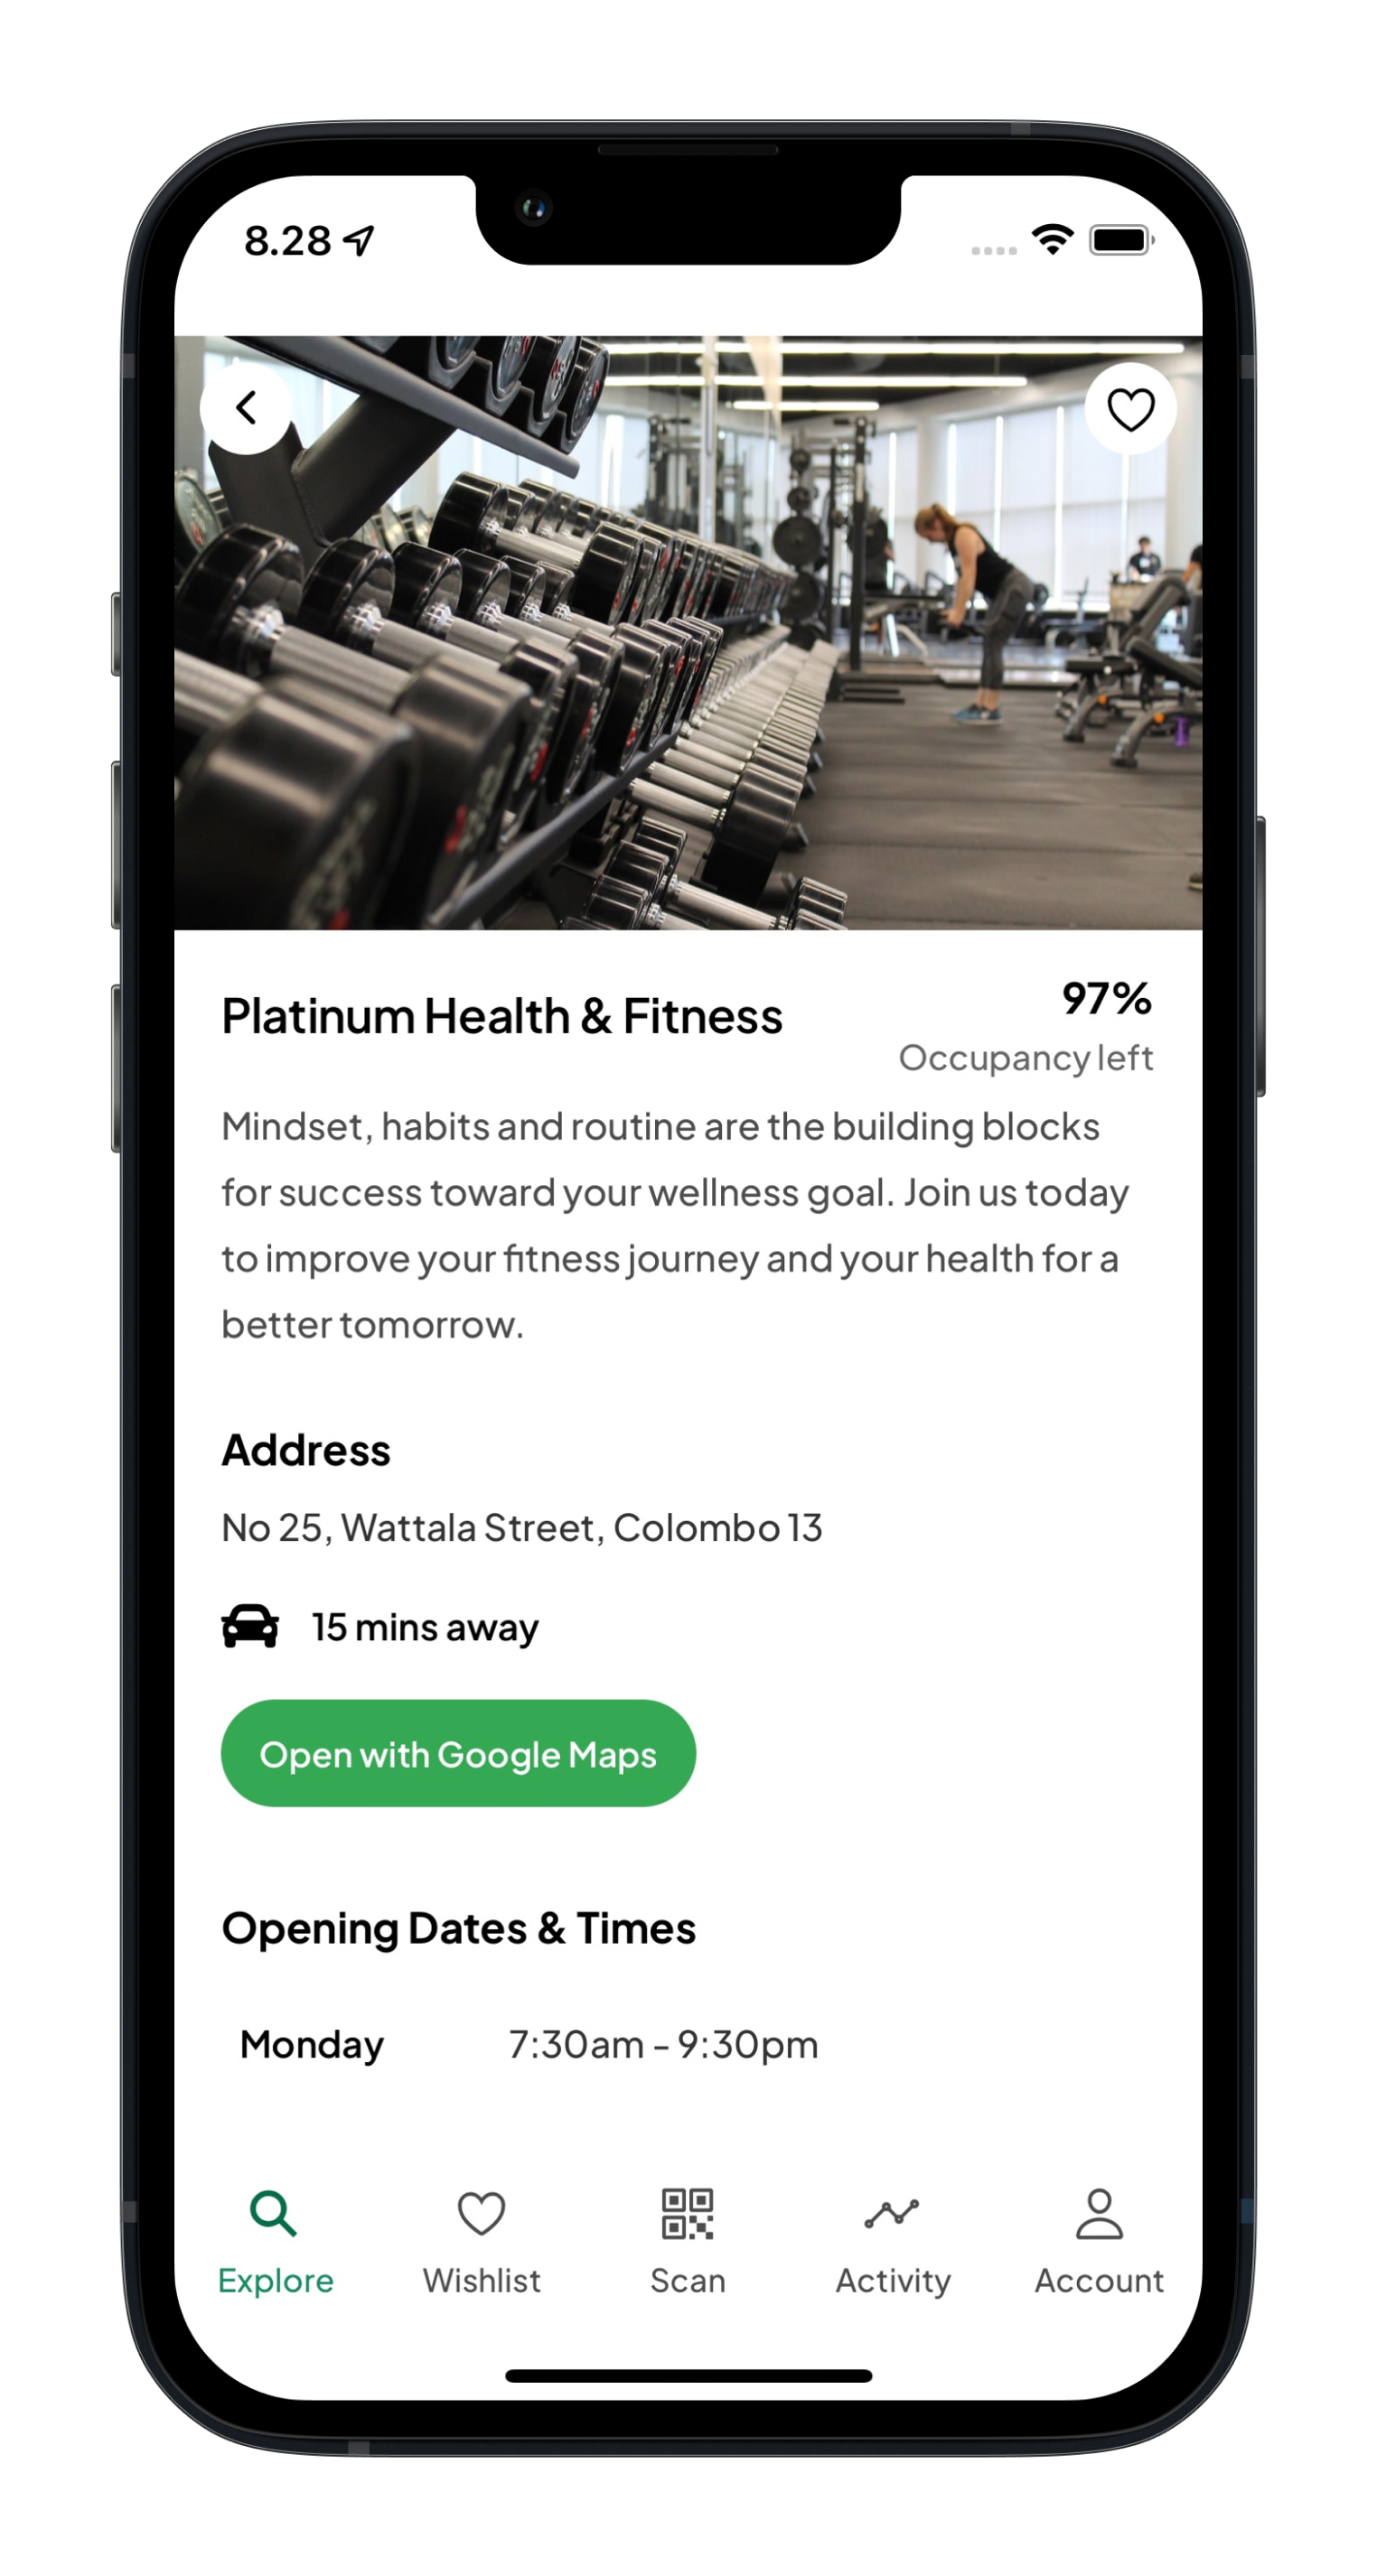 8.28
Platinum Health & Fitness
97%
Occupancy left
Mindset, habits and routine are the building blocks
for success toward your wellness goal. Join us today
to improve your fitness journey and your health for a
better tomorrow.
Address
No 25, Wattala Street, Colombo 13
15 mins away
Open with Google Maps
Opening Dates & Times
Monday 7:30am - 9:30pm
Explore Wishlist Scan Activity Account